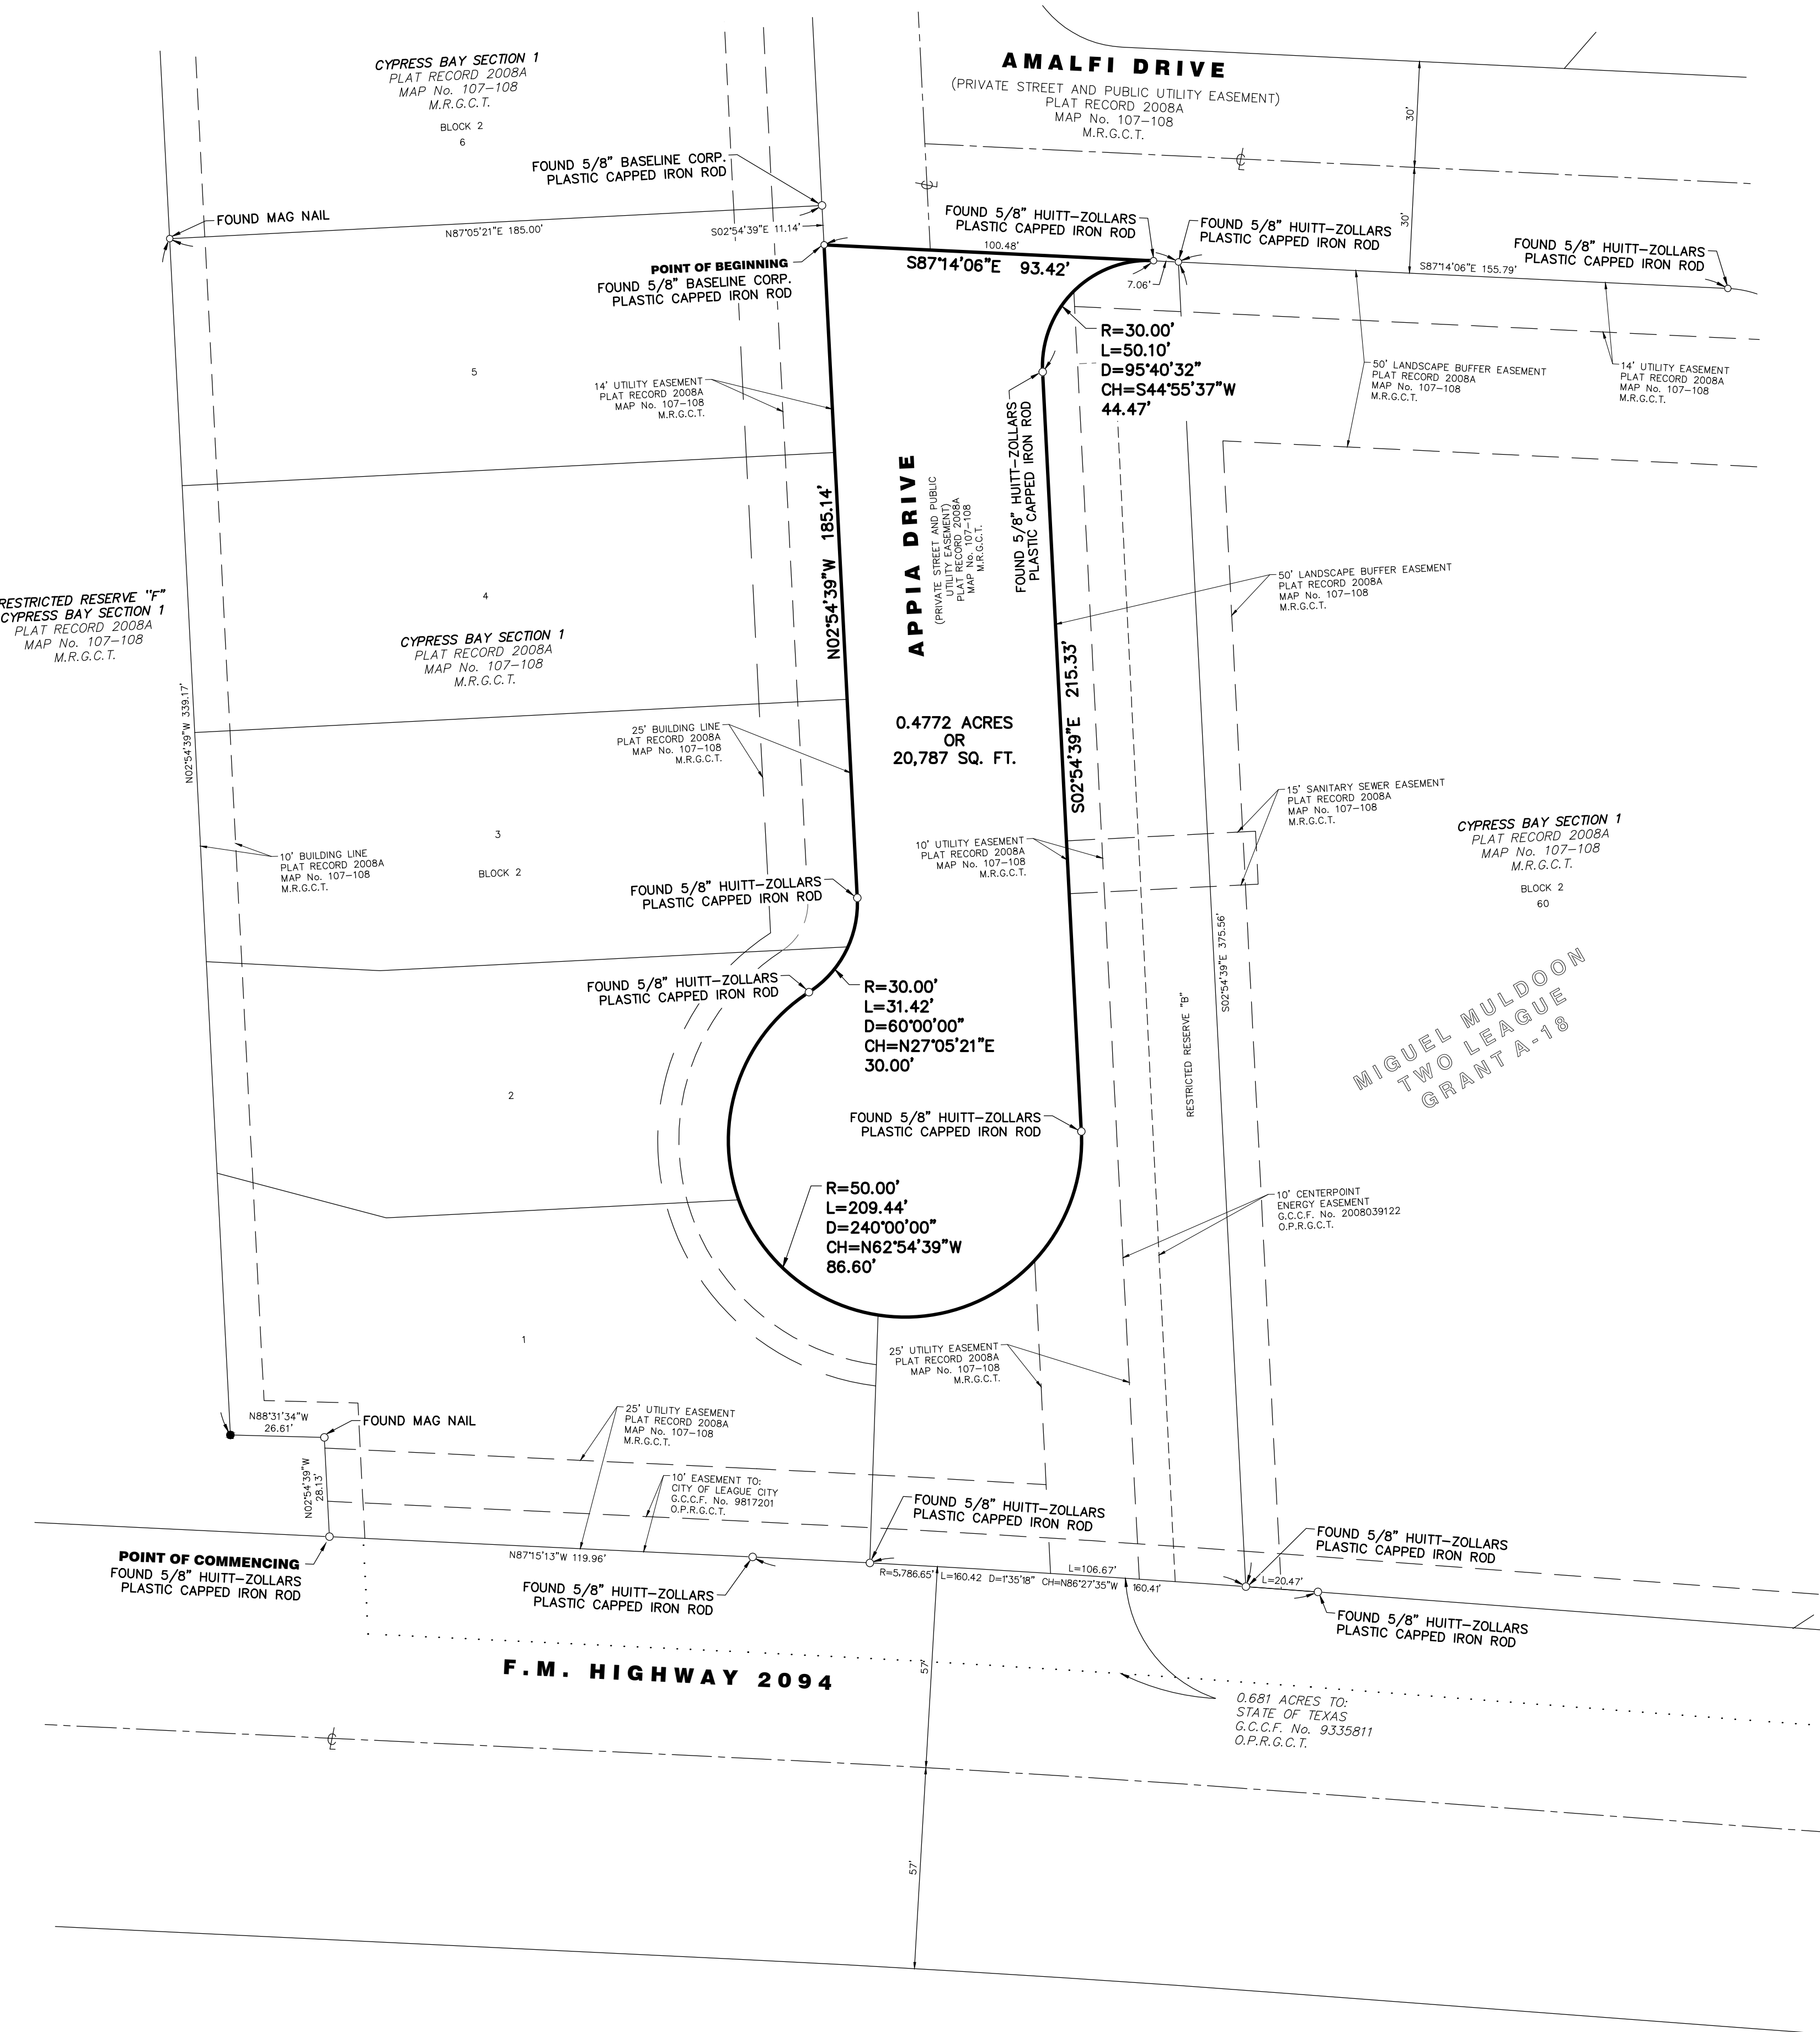 CYPRESS BAY SECTION 1
PLAT RECORD 2008A
MAP No. 107-108
M.R.G.C.T.
BLOCK 2
6
AMALFI DRIVE
(PRIVATE STREET AND PUBLIC UTILITY EASEMENT)
PLAT RECORD 2008A
MAP No. 107-108
M.R.G.C.T.
30'
30'
FOUND 5/8" BASELINE CORP.
PLASTIC CAPPED IRON ROD
FOUND MAG NAIL
N87°05'21"E 185.00'
S02°54'39"E 11.14'
POINT OF BEGINNING
FOUND 5/8" BASELINE CORP.
PLASTIC CAPPED IRON ROD
FOUND 5/8" HUITT-ZOLLARS
PLASTIC CAPPED IRON ROD
100.48'
S87°14'06"E 93.42'
7.06'
FOUND 5/8" HUITT-ZOLLARS
PLASTIC CAPPED IRON ROD
FOUND 5/8" HUITT-ZOLLARS
PLASTIC CAPPED IRON ROD
S87°14'06"E 155.79'
R=30.00'
L=50.10'
D=95°40'32"
CH=S44°55'37"W
44.47'
50' LANDSCAPE BUFFER EASEMENT
PLAT RECORD 2008A
MAP No. 107-108
M.R.G.C.T.
14' UTILITY EASEMENT
PLAT RECORD 2008A
MAP No. 107-108
M.R.G.C.T.
5
14' UTILITY EASEMENT
PLAT RECORD 2008A
MAP No. 107-108
M.R.G.C.T.
FOUND 5/8" HUITT-ZOLLARS
PLASTIC CAPPED IRON ROD
N02°54'39"W 185.14'
APPIA DRIVE
(PRIVATE STREET AND PUBLIC
UTILITY EASEMENT)
PLAT RECORD 2008A
MAP No. 107-108
M.R.G.C.T.
50' LANDSCAPE BUFFER EASEMENT
PLAT RECORD 2008A
MAP No. 107-108
M.R.G.C.T.
RESTRICTED RESERVE "F"
CYPRESS BAY SECTION 1
PLAT RECORD 2008A
MAP No. 107-108
M.R.G.C.T.
4
CYPRESS BAY SECTION 1
PLAT RECORD 2008A
MAP No. 107-108
M.R.G.C.T.
N02°54'39"W 339.17'
S02°54'39"E 215.33'
0.4772 ACRES
OR
20,787 SQ. FT.
25' BUILDING LINE
PLAT RECORD 2008A
MAP No. 107-108
M.R.G.C.T.
15' SANITARY SEWER EASEMENT
PLAT RECORD 2008A
MAP No. 107-108
M.R.G.C.T.
3
BLOCK 2
10' BUILDING LINE
PLAT RECORD 2008A
MAP No. 107-108
M.R.G.C.T.
10' UTILITY EASEMENT
PLAT RECORD 2008A
MAP No. 107-108
M.R.G.C.T.
CYPRESS BAY SECTION 1
PLAT RECORD 2008A
MAP No. 107-108
M.R.G.C.T.
BLOCK 2
60
FOUND 5/8" HUITT-ZOLLARS
PLASTIC CAPPED IRON ROD
S02°54'39"E 375.56'
FOUND 5/8" HUITT-ZOLLARS
PLASTIC CAPPED IRON ROD
R=30.00'
L=31.42'
D=60°00'00"
CH=N27°05'21"E
30.00'
MIGUEL MULDOON
TWO LEAGUE
GRANT A-18
RESTRICTED RESERVE "B"
2
FOUND 5/8" HUITT-ZOLLARS
PLASTIC CAPPED IRON ROD
R=50.00'
L=209.44'
D=240°00'00"
CH=N62°54'39"W
86.60'
10' CENTERPOINT
ENERGY EASEMENT
G.C.C.F. No. 2008039122
O.P.R.G.C.T.
1
25' UTILITY EASEMENT
PLAT RECORD 2008A
MAP No. 107-108
M.R.G.C.T.
N88°31'34"W
26.61'
FOUND MAG NAIL
25' UTILITY EASEMENT
PLAT RECORD 2008A
MAP No. 107-108
M.R.G.C.T.
N02°54'39"W
28.13'
10' EASEMENT TO:
CITY OF LEAGUE CITY
G.C.C.F. No. 9817201
O.P.R.G.C.T.
FOUND 5/8" HUITT-ZOLLARS
PLASTIC CAPPED IRON ROD
FOUND 5/8" HUITT-ZOLLARS
PLASTIC CAPPED IRON ROD
POINT OF COMMENCING
FOUND 5/8" HUITT-ZOLLARS
PLASTIC CAPPED IRON ROD
N87°15'13"W 119.96'
FOUND 5/8" HUITT-ZOLLARS
PLASTIC CAPPED IRON ROD
L=106.67'
R=5,786.65' L=160.42 D=1°35'18" CH=N86°27'35"W 160.41'
L=20.47'
FOUND 5/8" HUITT-ZOLLARS
PLASTIC CAPPED IRON ROD
F.M. HIGHWAY 2094
57'
0.681 ACRES TO:
STATE OF TEXAS
G.C.C.F. No. 9335811
O.P.R.G.C.T.
57'